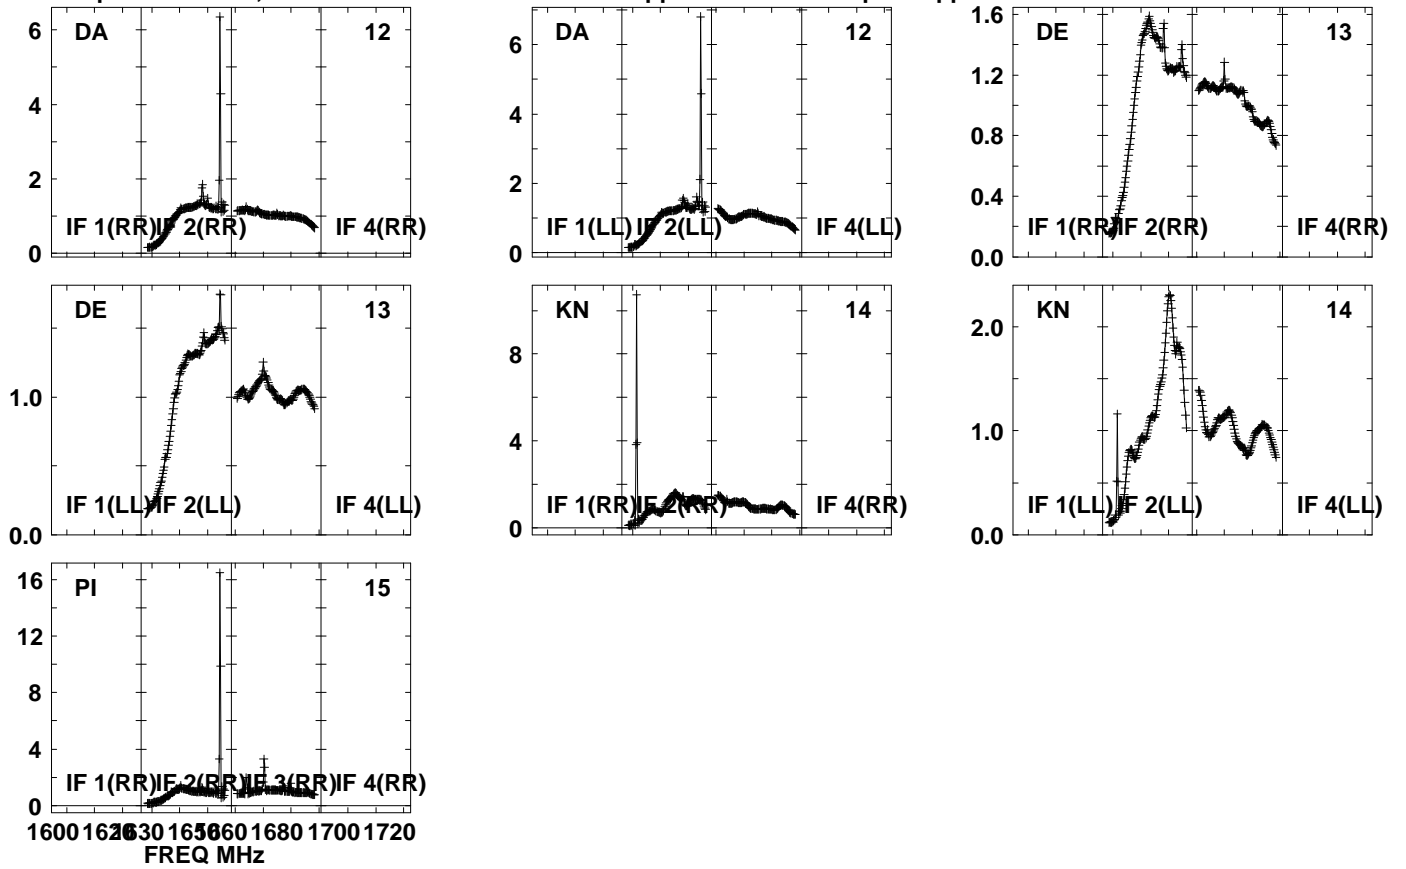 DA 12
6
4
2
0
IF 1(RR) IF 2(RR) IF 4(RR)
DA 12
6
4
2
0
IF 1(LL) IF 2(LL) IF 4(LL)
DE 13
1.6
1.2
0.8
0.4
0.0
IF 1(RR) IF 2(RR) IF 4(RR)
DE 13
1.0
0.0
IF 1(LL) IF 2(LL) IF 4(LL)
KN 14
8
4
0
IF 1(RR) IF 2(RR) IF 4(RR)
KN 14
2.0
1.0
0.0
IF 1(LL) IF 2(LL) IF 4(LL)
PI 15
16
12
8
4
0
IF 1(RR) IF 2(RR) IF 3(RR) IF 4(RR)
1600 1680 1700 1720
FREQ MHz